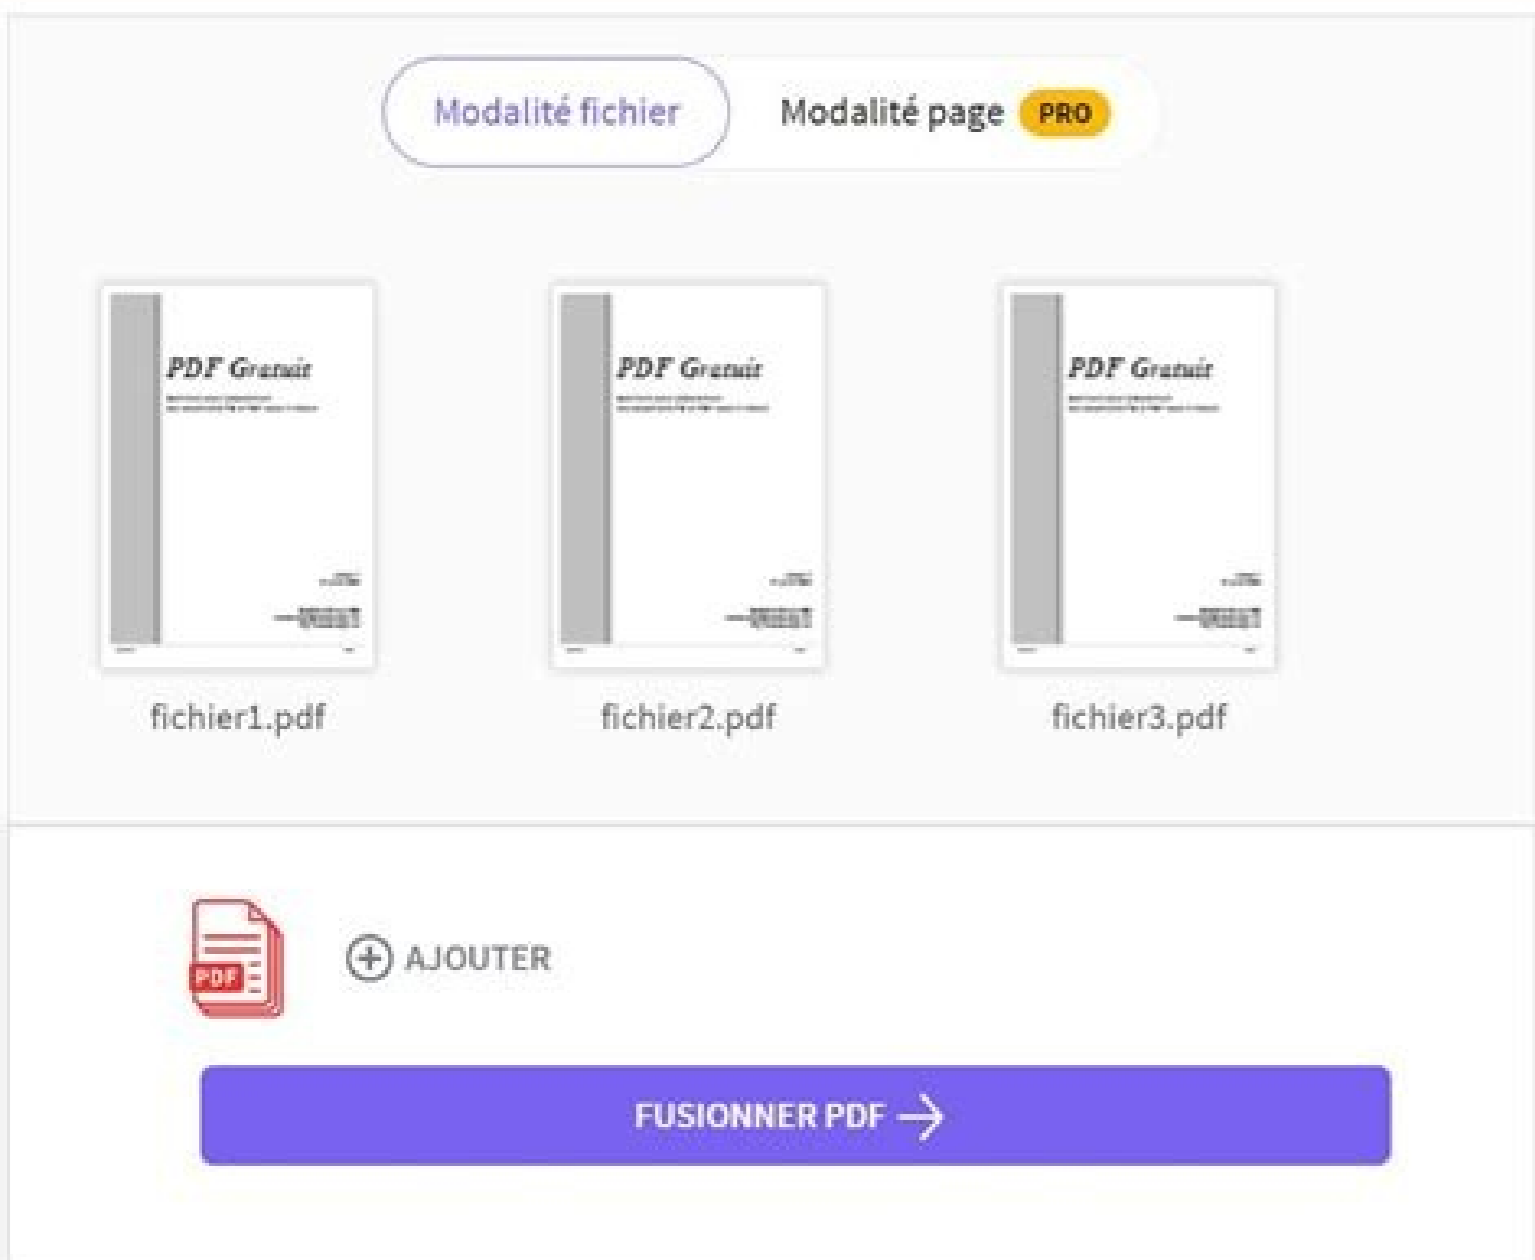 Modalité fichier
Modalité page PRO
PDF Gratuit
PDF Gratuit
PDF Gratuit
fichier1.pdf
fichier2.pdf
fichier3.pdf
PDF
AJOUTER
FUSIONNER PDF